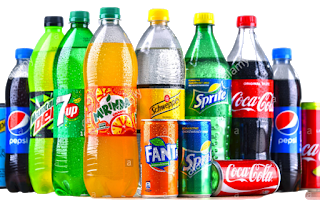 pepsi
Mountain
Dew
7up
MIRINDA
Schweppes
Sprite
Coca-Cola
pepsi
FANTA
Sprite
Coca-Cola